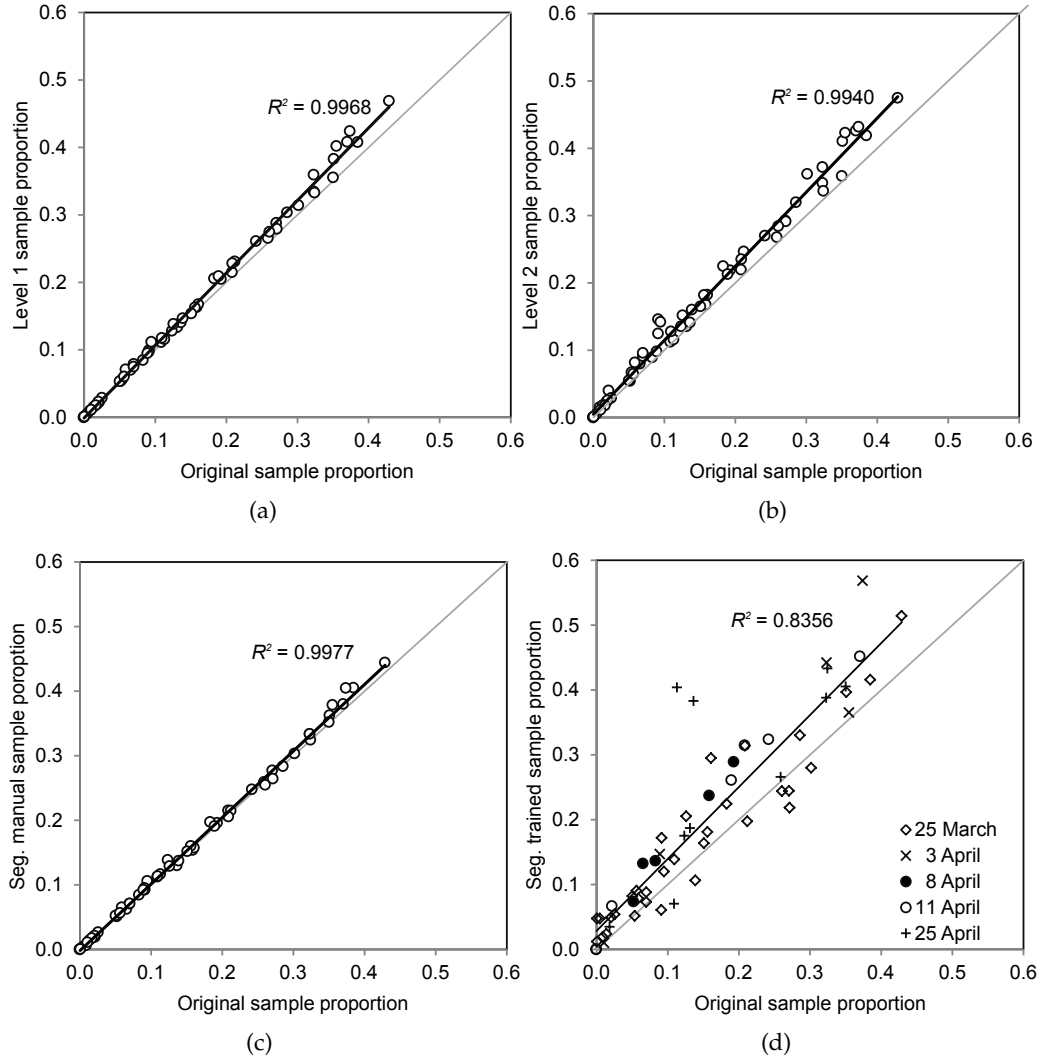 0.6
0.5
0.4
0.3
0.2
0.1
0.0
Level 1 sample proportion
R² = 0.9968
0.0 0.1 0.2 0.3 0.4 0.5 0.6
Original sample proportion
(a)
0.6
0.5
0.4
0.3
0.2
0.1
0.0
Level 2 sample proportion
R² = 0.9940
0.0 0.1 0.2 0.3 0.4 0.5 0.6
Original sample proportion
(b)
0.6
0.5
0.4
0.3
0.2
0.1
0.0
Seg. manual sample poroption
R² = 0.9977
0.0 0.1 0.2 0.3 0.4 0.5 0.6
Original sample proportion
(c)
0.6
0.5
0.4
0.3
0.2
0.1
0.0
Seg. trained sample proportion
R² = 0.8356
25 March
3 April
8 April
11 April
25 April
0.0 0.1 0.2 0.3 0.4 0.5 0.6
Original sample proportion
(d)